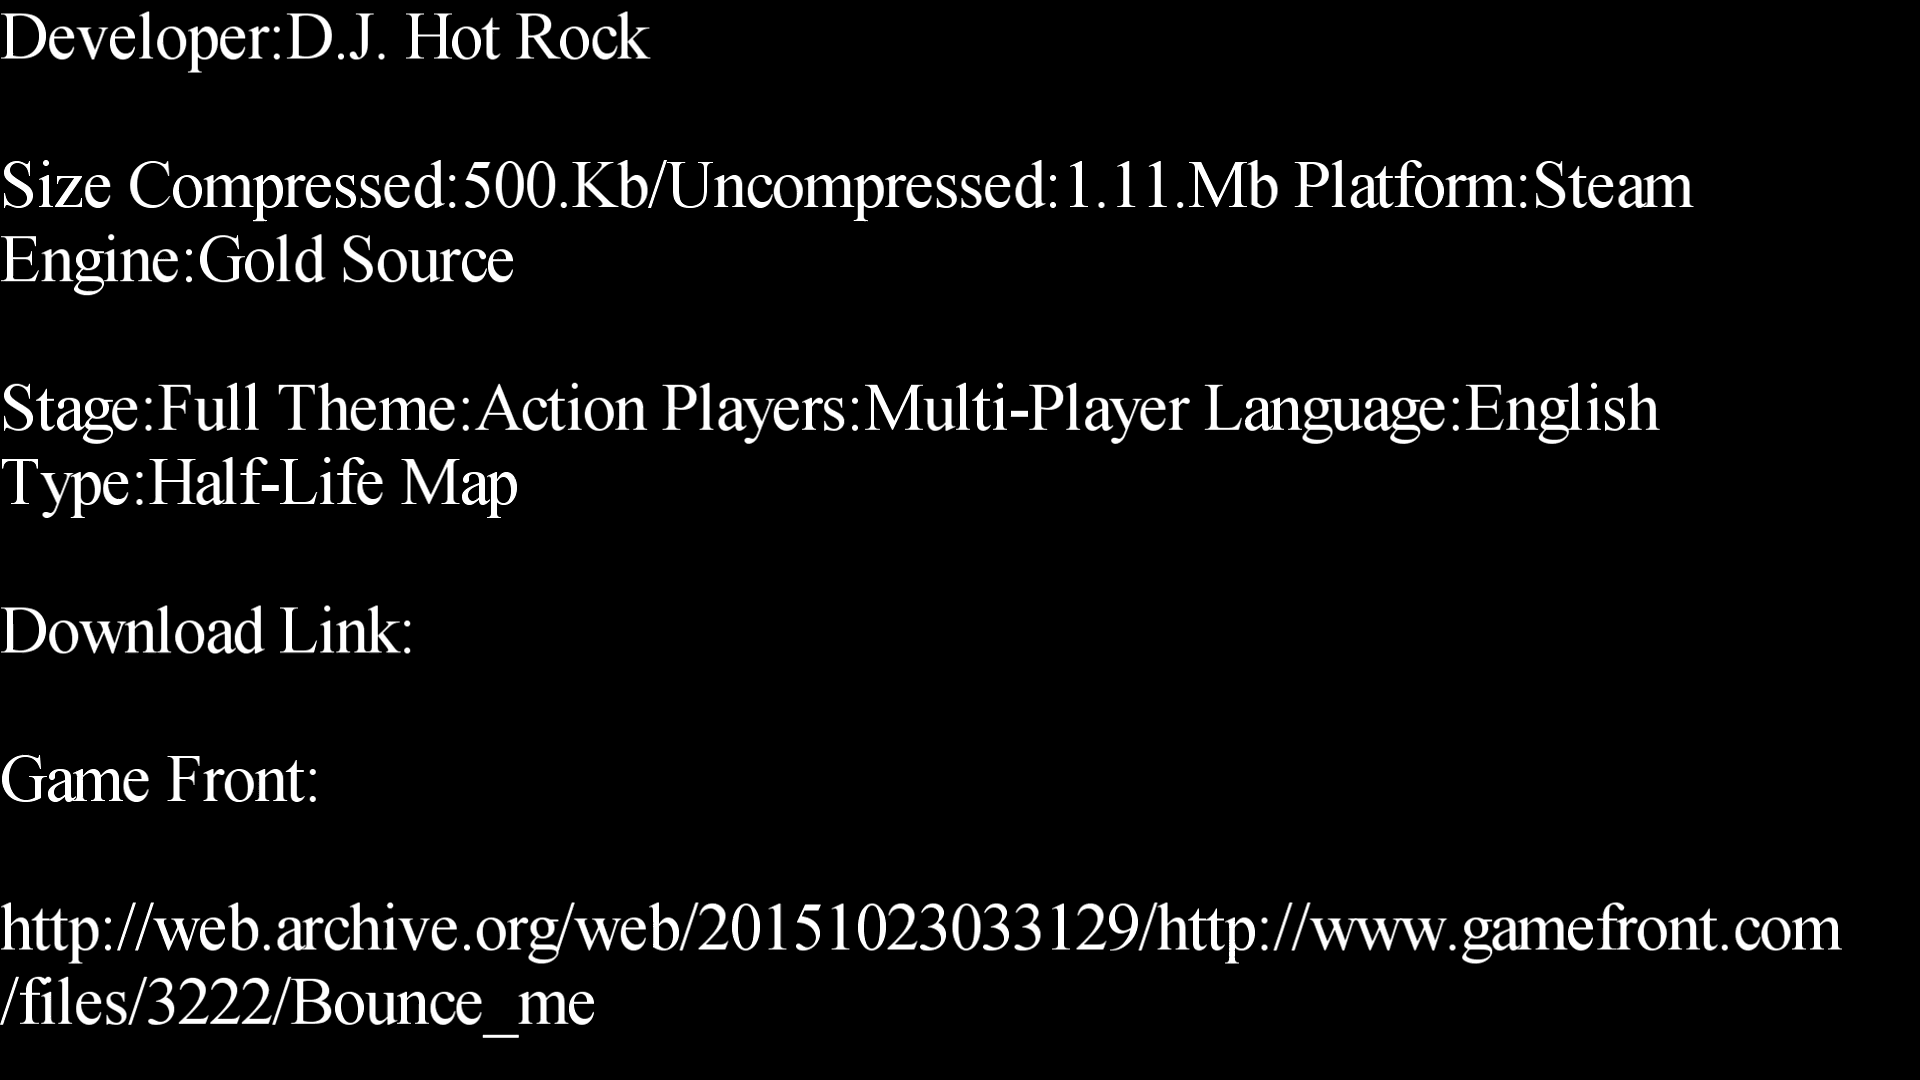 Developer:D.J. Hot Rock
Size Compressed:500.Kb/Uncompressed:1.11.Mb Platform:Steam
Engine:Gold Source
Stage:Full Theme:Action Players:Multi-Player Language:English
Type:Half-Life Map
Download Link:
Game Front:
http://web.archive.org/web/20151023033129/http://www.gamefront.com
/files/3222/Bounce_me